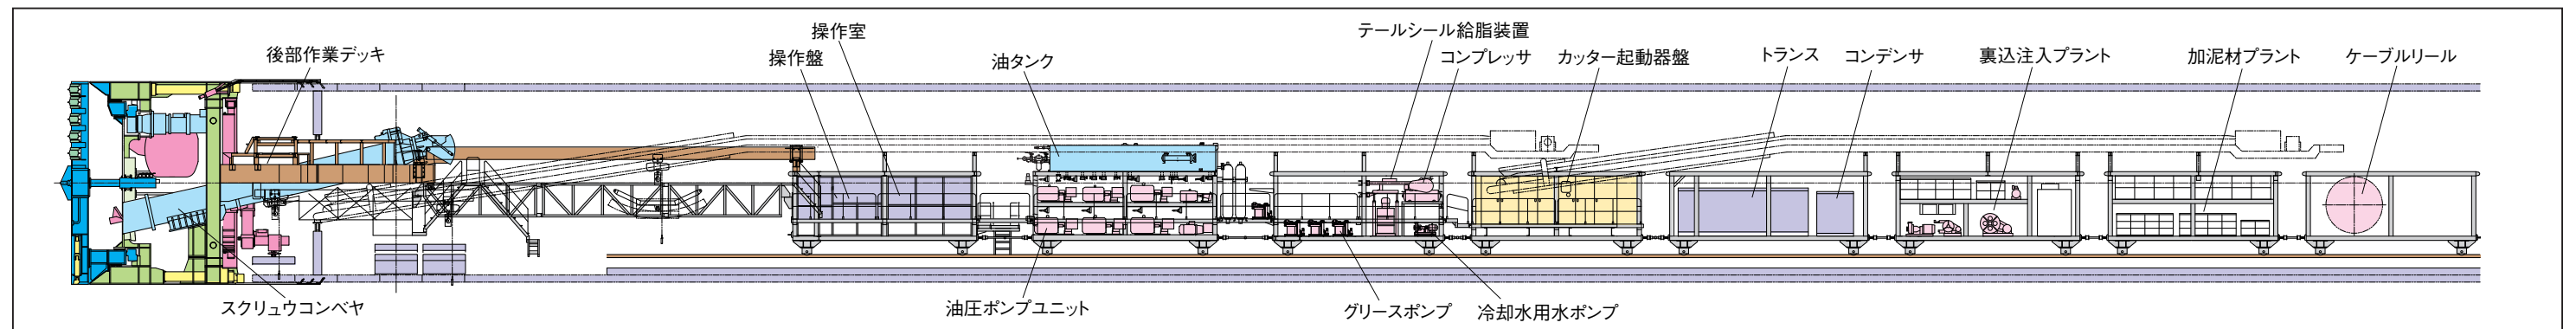 後部作業デッキ
操作室
操作盤
油タンク
テールシール給脂装置
コンプレッサ
カッター起動器盤
トランス
コンデンサ
裏込注入プラント
加泥材プラント
ケーブルリール
スクリュウコンベヤ
油圧ポンプユニット
グリースポンプ
冷却水用水ポンプ